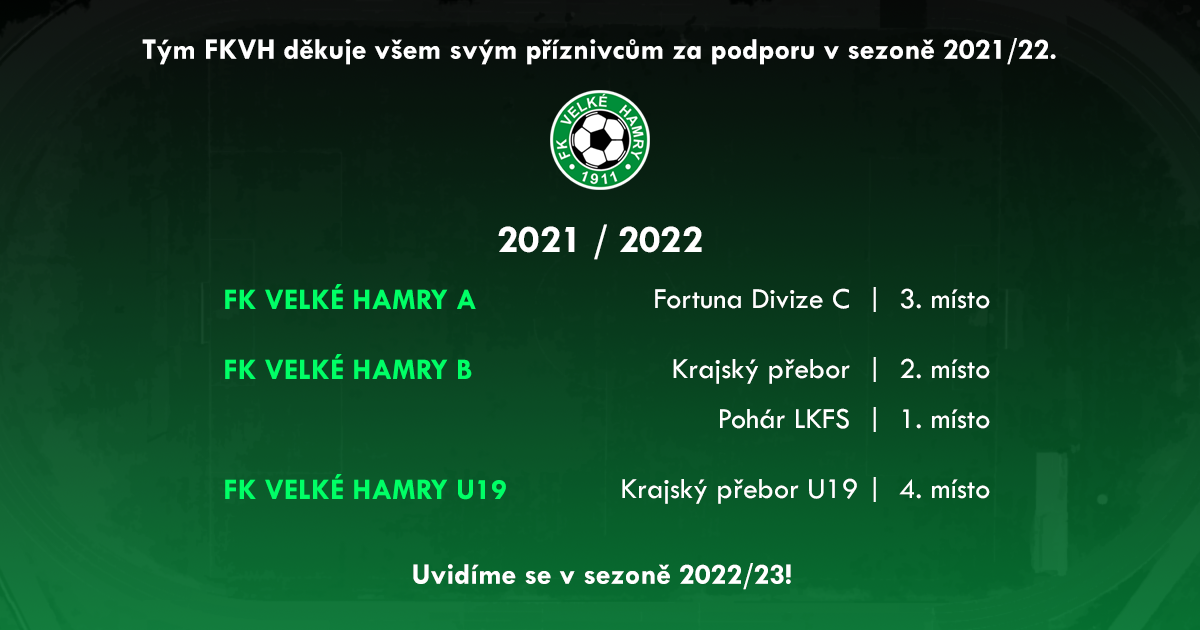 Tým FKVH děkuje všem svým příznivcům za podporu v sezoně 2021/22.
FK VELKÉ HAMRY
1911
2021 / 2022
FK VELKÉ HAMRY A Fortuna Divize C | 3. místo
FK VELKÉ HAMRY B Krajský přebor | 2. místo
Pohár LKFS | 1. místo
FK VELKÉ HAMRY U19 Krajský přebor U19 | 4. místo
Uvidíme se v sezoně 2022/23!